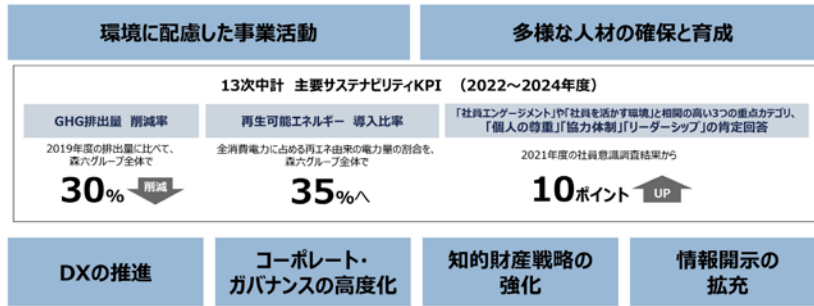 環境に配慮した事業活動
多様な人材の確保と育成
13次中計 主要サステナビリティKPI （2022～2024年度）
GHG排出量 削減率
2019年度の排出量に比べて、
森六グループ全体で
30% 削減
再生可能エネルギー 導入比率
全消費電力に占める再エネ由来の電力量の割合を、
森六グループ全体で
35%へ
「社員エンゲージメント」や「社員を活かす環境」と相関の高い3つの重点カテゴリ、
「個人の尊重」「協力体制」「リーダーシップ」の肯定回答
2021年度の社員意識調査結果から
10ポイント UP
DXの推進
コーポレート・
ガバナンスの高度化
知的財産戦略の
強化
情報開示の
拡充